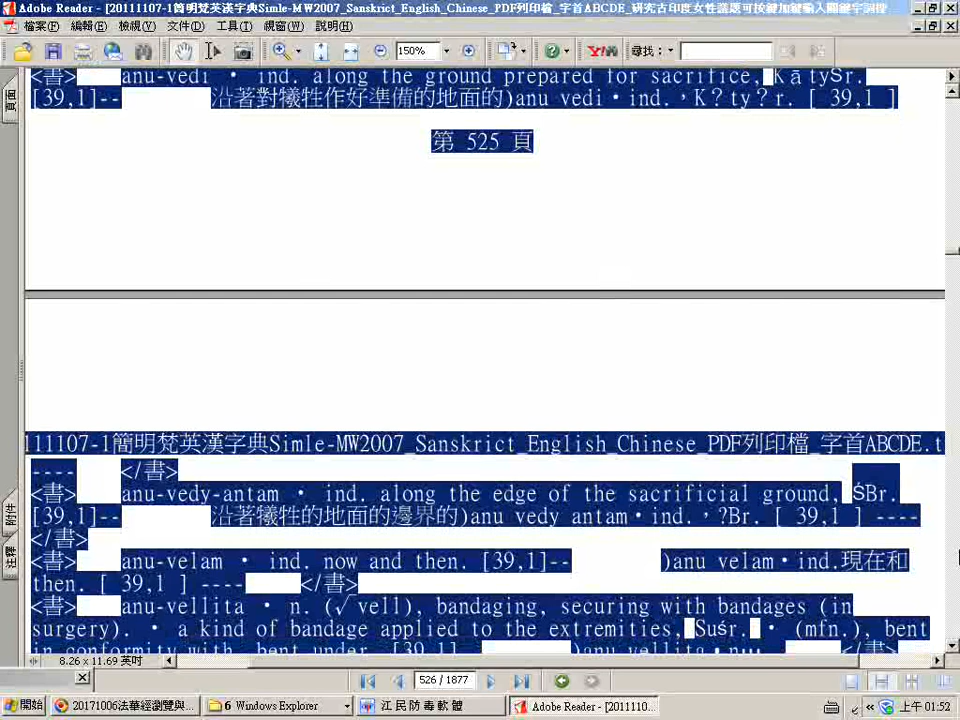 Adobe Reader - [20111107-1簡明梵英漢字典Simle-MW2007_Sanskrict_English_Chinese_PDF列印檔_字首ABCDE_研究古印度女性議題可按鍵加鍵輸入關鍵字詞搜
檔案(F) 編輯(E) 檢視(V) 文件(D) 工具(T) 視窗(W) 說明(H)
150% Y! 尋找:
頁面
<書> anu-vedi • ind. along the ground prepared for sacrifice, KātyŚr.
[39,1]-- 沿著對犧牲作好準備的地面的)anu vedi•ind.，K？ty？r. [ 39,1 ]
第 525 頁
111107-1簡明梵英漢字典Simle-MW2007_Sanskrict_English_Chinese_PDF列印檔_字首ABCDE.t
---- </書>
<書> anu-vedy-antam • ind. along the edge of the sacrificial ground, ŚBr.
[39,1]-- 沿著犧牲的地面的邊界的)anu vedy antam•ind.，?Br. [ 39,1 ] ----
</書>
<書> anu-velam • ind. now and then. [39,1]-- )anu velam•ind.現在和
then. [ 39,1 ] ---- </書>
<書> anu-vellita • n. (√ vell), bandaging, securing with bandages (in
surgery). • a kind of bandage applied to the extremities, Suśr. • (mfn.), bent
in conformity with, bent under. [39,1]-- )anu vellita•n
附件
注釋
8.26 x 11.69 英吋
526 / 1877
開始 20171006法華經瀏覽與... 6 Windows Explorer 江民防毒軟體 Adobe Reader - [2011110... 上午 01:52